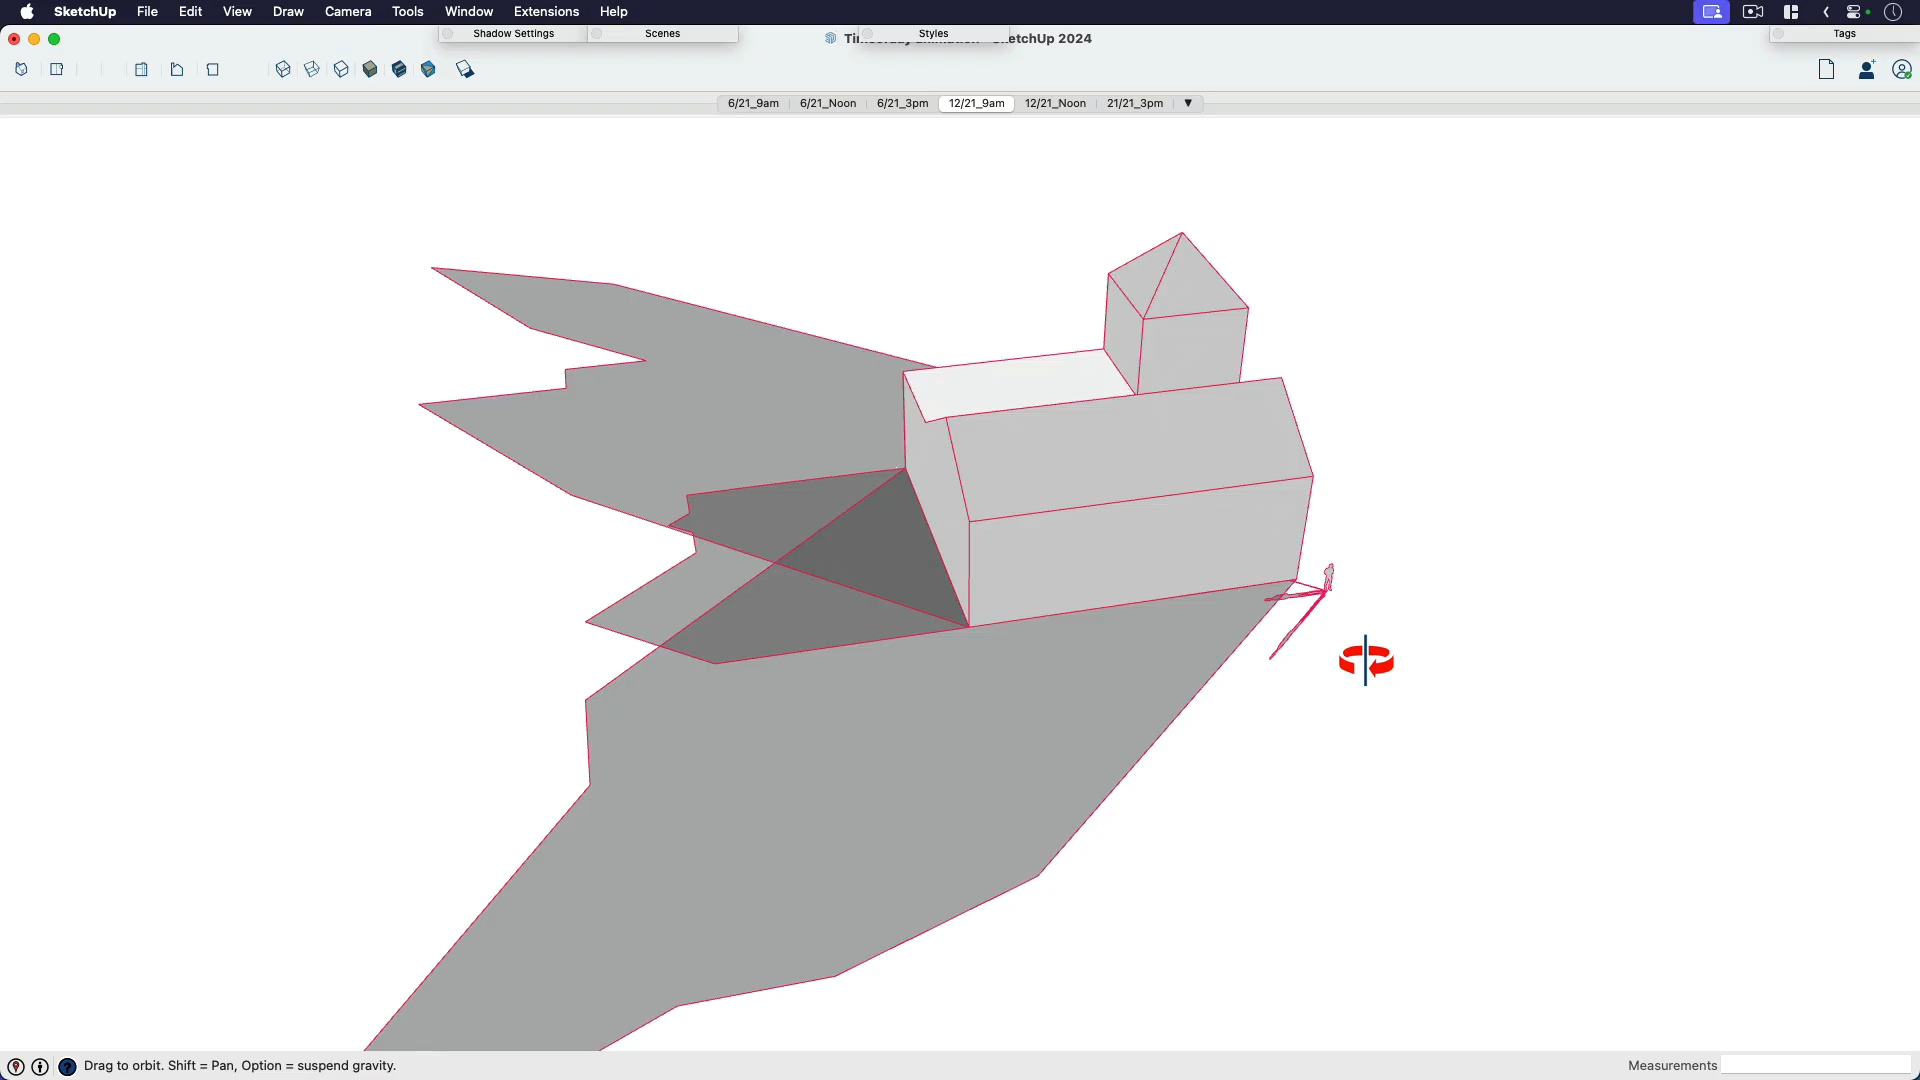 SketchUp File Edit View Draw Camera Tools Window Extensions Help
Shadow Settings Scenes Styles Tags
SketchUp 2024
6/21_9am 6/21_Noon 6/21_3pm 12/21_9am 12/21_Noon 21/21_3pm
Drag to orbit. Shift = Pan, Option = suspend gravity. Measurements